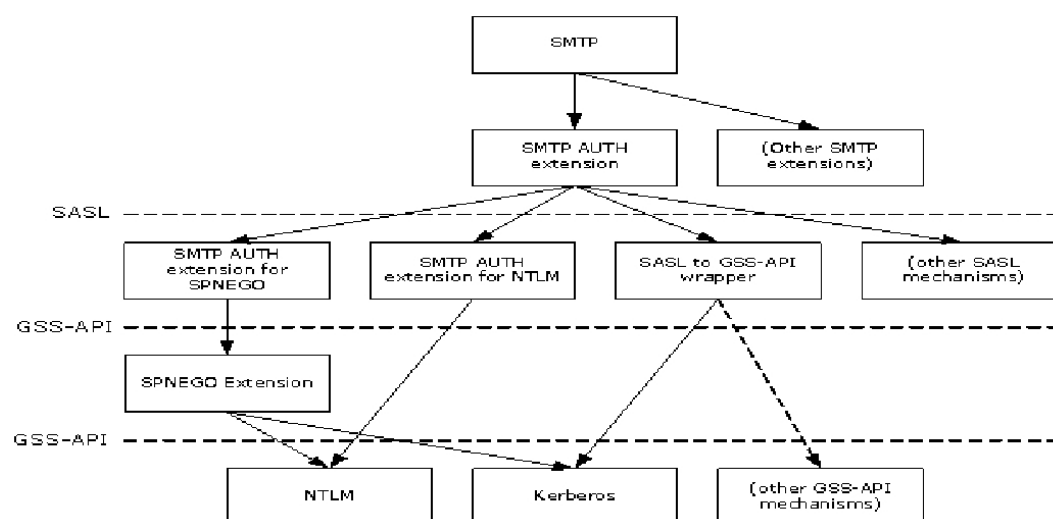 SMTP
SMTP AUTH
extension
(Other SMTP
extensions)
SASL
SMTP AUTH
extension for
SPNEGO
SMTP AUTH
extension for NTLM
SASL to GSS-API
wrapper
(other SASL
mechanisms)
GSS-API
SPNEGO Extension
GSS-API
NTLM
Kerberos
(other GSS-API
mechanisms)